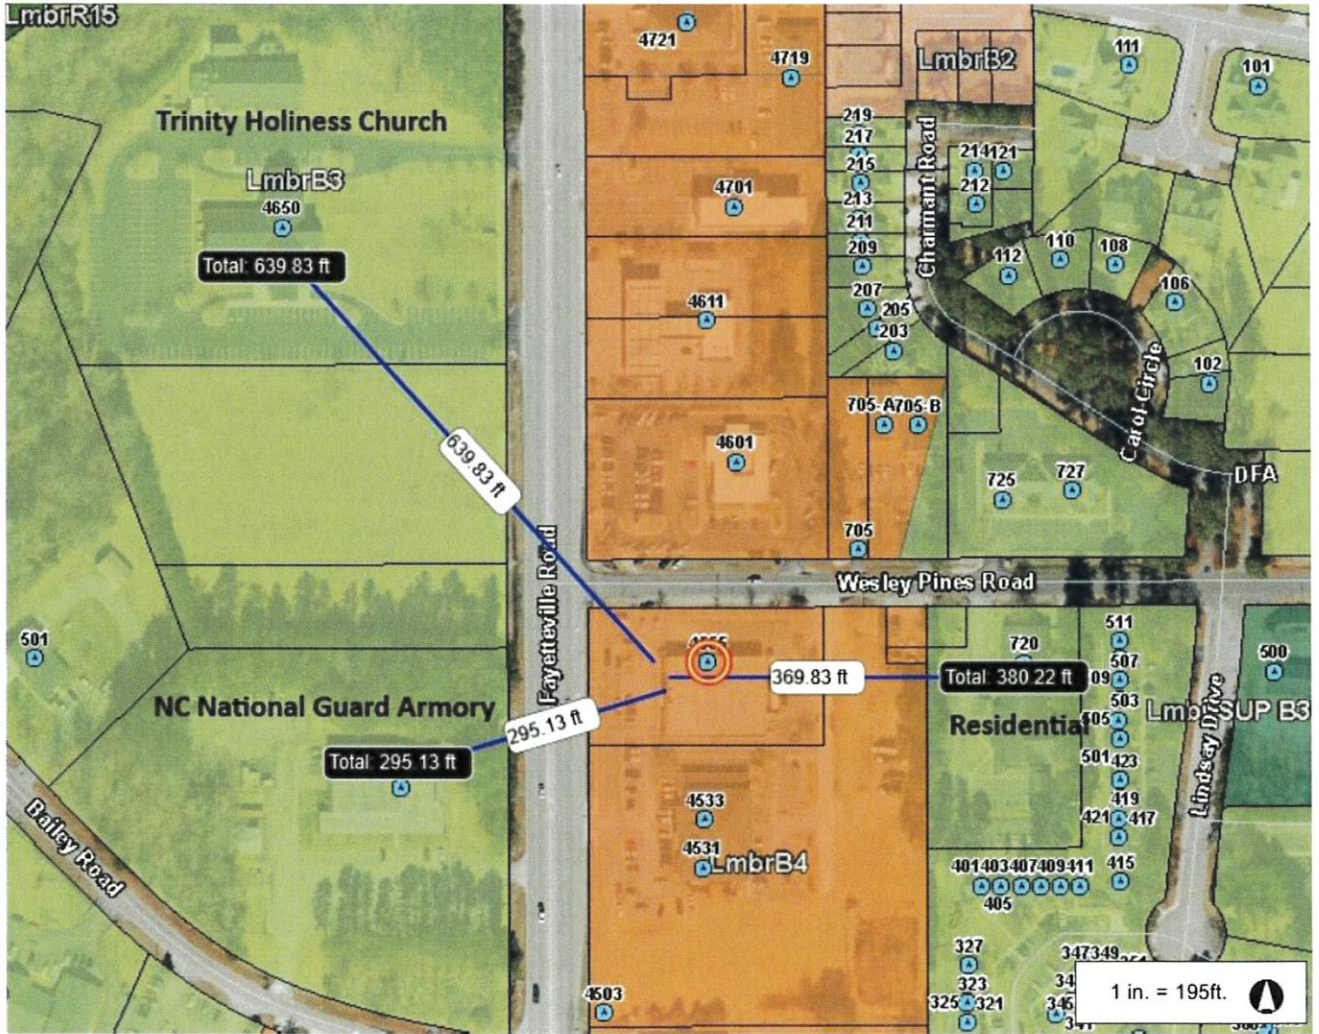 LmbrR15
4721
4719
LmbrB2
111
101
Trinity Holiness Church
219
217
214 121
LmbrB3
215
4701
212
4650
213
211
Charmant Road
209
110
108
112
Total: 639.83 ft
207
106
4611
205
203
102
Carol Circle
705-A 705-B
639.83 ft
4601
725
727
DFA
705
Fayetteville Road
Wesley Pines Road
511
501
720
507
500
369.83 ft
Total: 380.22 ft
09
NC National Guard Armory
503
505
Residential
SUP B3
295.13 ft
501
423
Lindsay Drive
Total: 295.13 ft
419
4533
421
417
Bailey Road
4531
LmbrB4
401 403 407 409 411
415
405
327
347 349
4503
323
325
321
345
1 in. = 195ft.